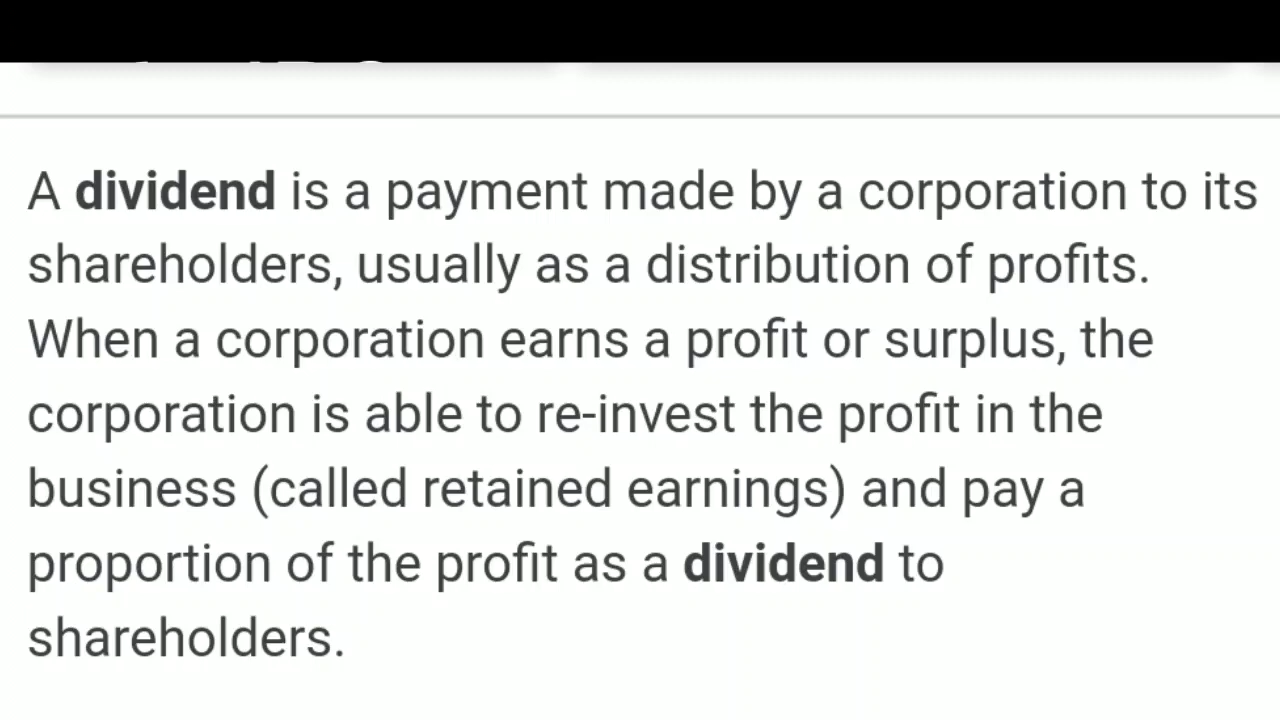 A dividend is a payment made by a corporation to its
shareholders, usually as a distribution of profits.
When a corporation earns a profit or surplus, the
corporation is able to re-invest the profit in the
business (called retained earnings) and pay a
proportion of the profit as a dividend to
shareholders.